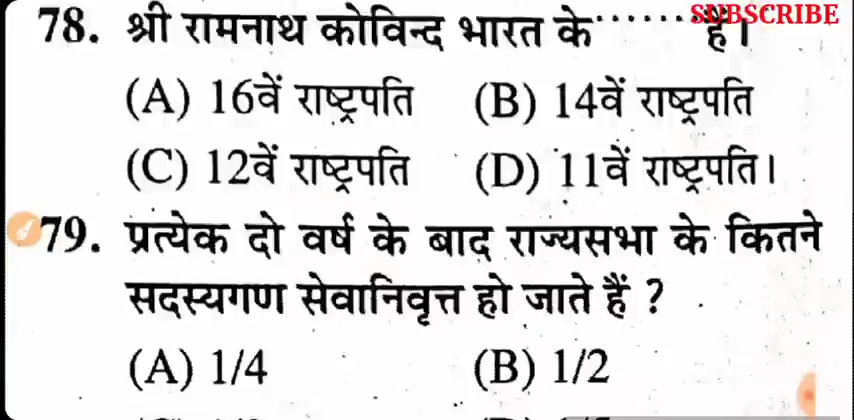 SUBSCRIBE
78. श्री रामनाथ कोविन्द भारत के ....... हैं।
(A) 16वें राष्ट्रपति (B) 14वें राष्ट्रपति
(C) 12वें राष्ट्रपति (D) 11वें राष्ट्रपति।
79. प्रत्येक दो वर्ष के बाद राज्यसभा के कितने
सदस्यगण सेवानिवृत्त हो जाते हैं ?
(A) 1/4 (B) 1/2